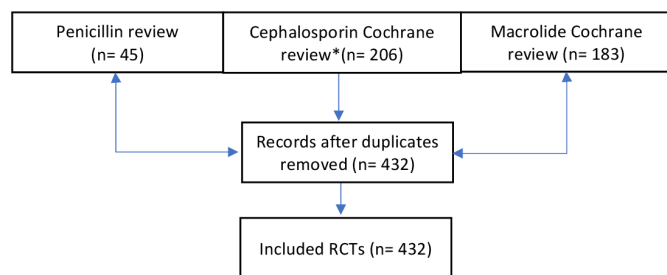 Penicillin review
(n= 45)
Cephalosporin Cochrane
review*(n= 206)
Macrolide Cochrane
review (n= 183)
Records after duplicates
removed (n= 432)
Included RCTs (n= 432)